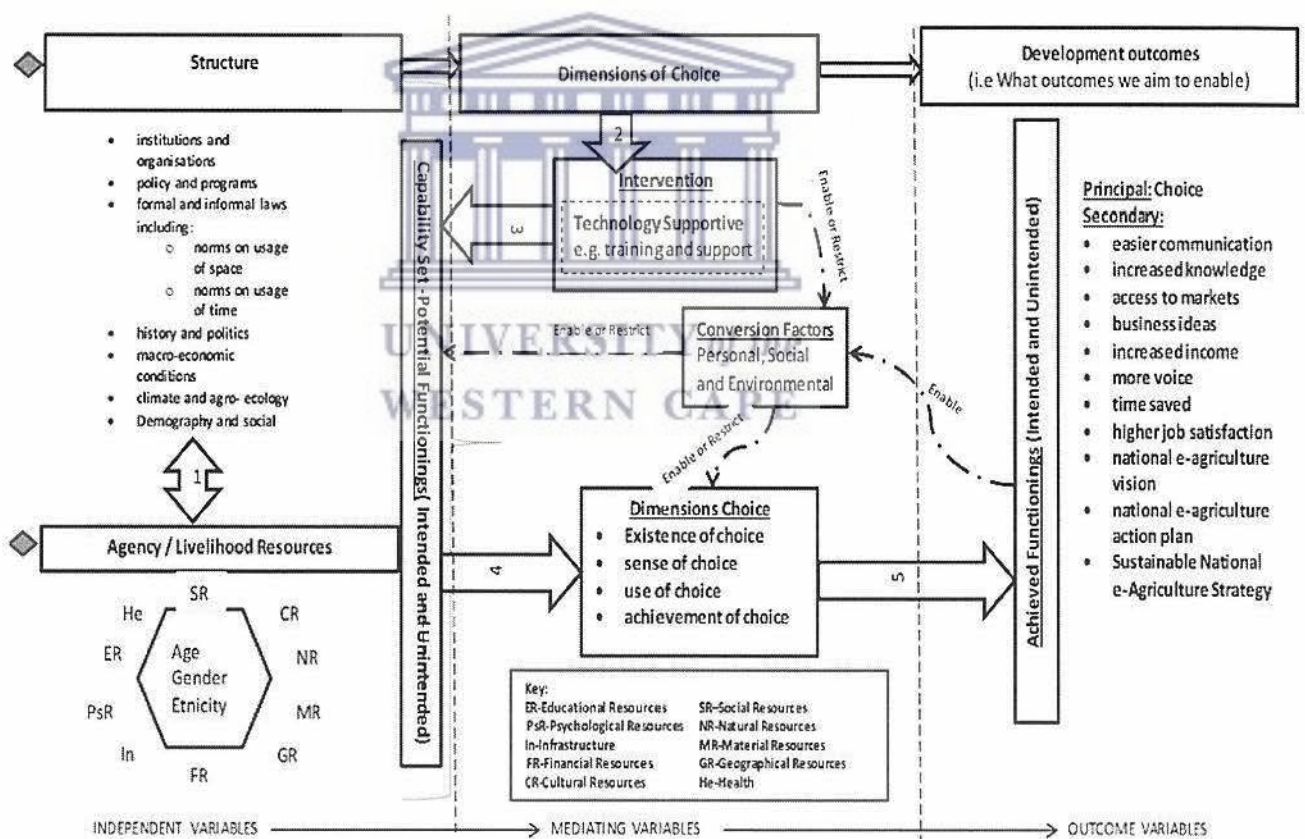 Structure
Dimensions of Choice
Development outcomes
(i.e What outcomes we aim to enable)
• institutions and
organisations
• policy and programs
• formal and informal laws
including:
o norms on usage
of space
o norms on usage
of time
• history and politics
• macro-economic
conditions
• climate and agro- ecology
• Demography and social
1
Agency / Livelihood Resources
SR
He
CR
ER
NR
PsR
MR
In
GR
FR
Age
Gender
Etnicity
Capability Set -Potential Functionings( Intended and Unintended)
2
Intervention
Technology Supportive
e.g. training and support
3
Enable or Restrict
UNIVERSITY of the
WESTERN CAPE
Enable or Restrict
Conversion Factors
Personal, Social
and Environmental
Enable
Enable or Restrict
4
Dimensions Choice
• Existence of choice
• sense of choice
• use of choice
• achievement of choice
5
Key:
ER-Educational Resources SR-Social Resources
PsR-Psychological Resources NR-Natural Resources
In-Infrastructure MR-Material Resources
FR-Financial Resources GR-Geographical Resources
CR-Cultural Resources He-Health
Achieved Functionings (Intended and Unintended)
Principal: Choice
Secondary:
• easier communication
• increased knowledge
• access to markets
• business ideas
• increased income
• more voice
• time saved
• higher job satisfaction
• national e-agriculture
vision
• national e-agriculture
action plan
• Sustainable National
e-Agriculture Strategy
INDEPENDENT VARIABLES
MEDIATING VARIABLES
OUTCOME VARIABLES